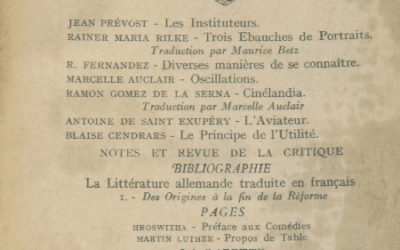 JEAN PRÉVOST - Les Instituteurs.
RAINER MARIA RILKE - Trois Ebauches de Portraits.
Traduction par Maurice Betz
R. FERNANDEZ - Diverses manières de se connaître.
MARCELLE AUCLAIR - Oscillations.
RAMON GOMEZ DE LA SERNA - Cinélandia.
Traduction par Marcelle Auclair
ANTOINE DE SAINT EXUPÉRY - L'Aviateur.
BLAISE CENDRARS - Le Principe de l'Utilité.
NOTES ET REVUE DE LA CRITIQUE
BIBLIOGRAPHIE
La Littérature allemande traduite en français
I. - Des Origines à la fin de la Réforme
PAGES
HROSWITHA - Préface aux Comédies
MARTIN LUTHER - Propos de Table